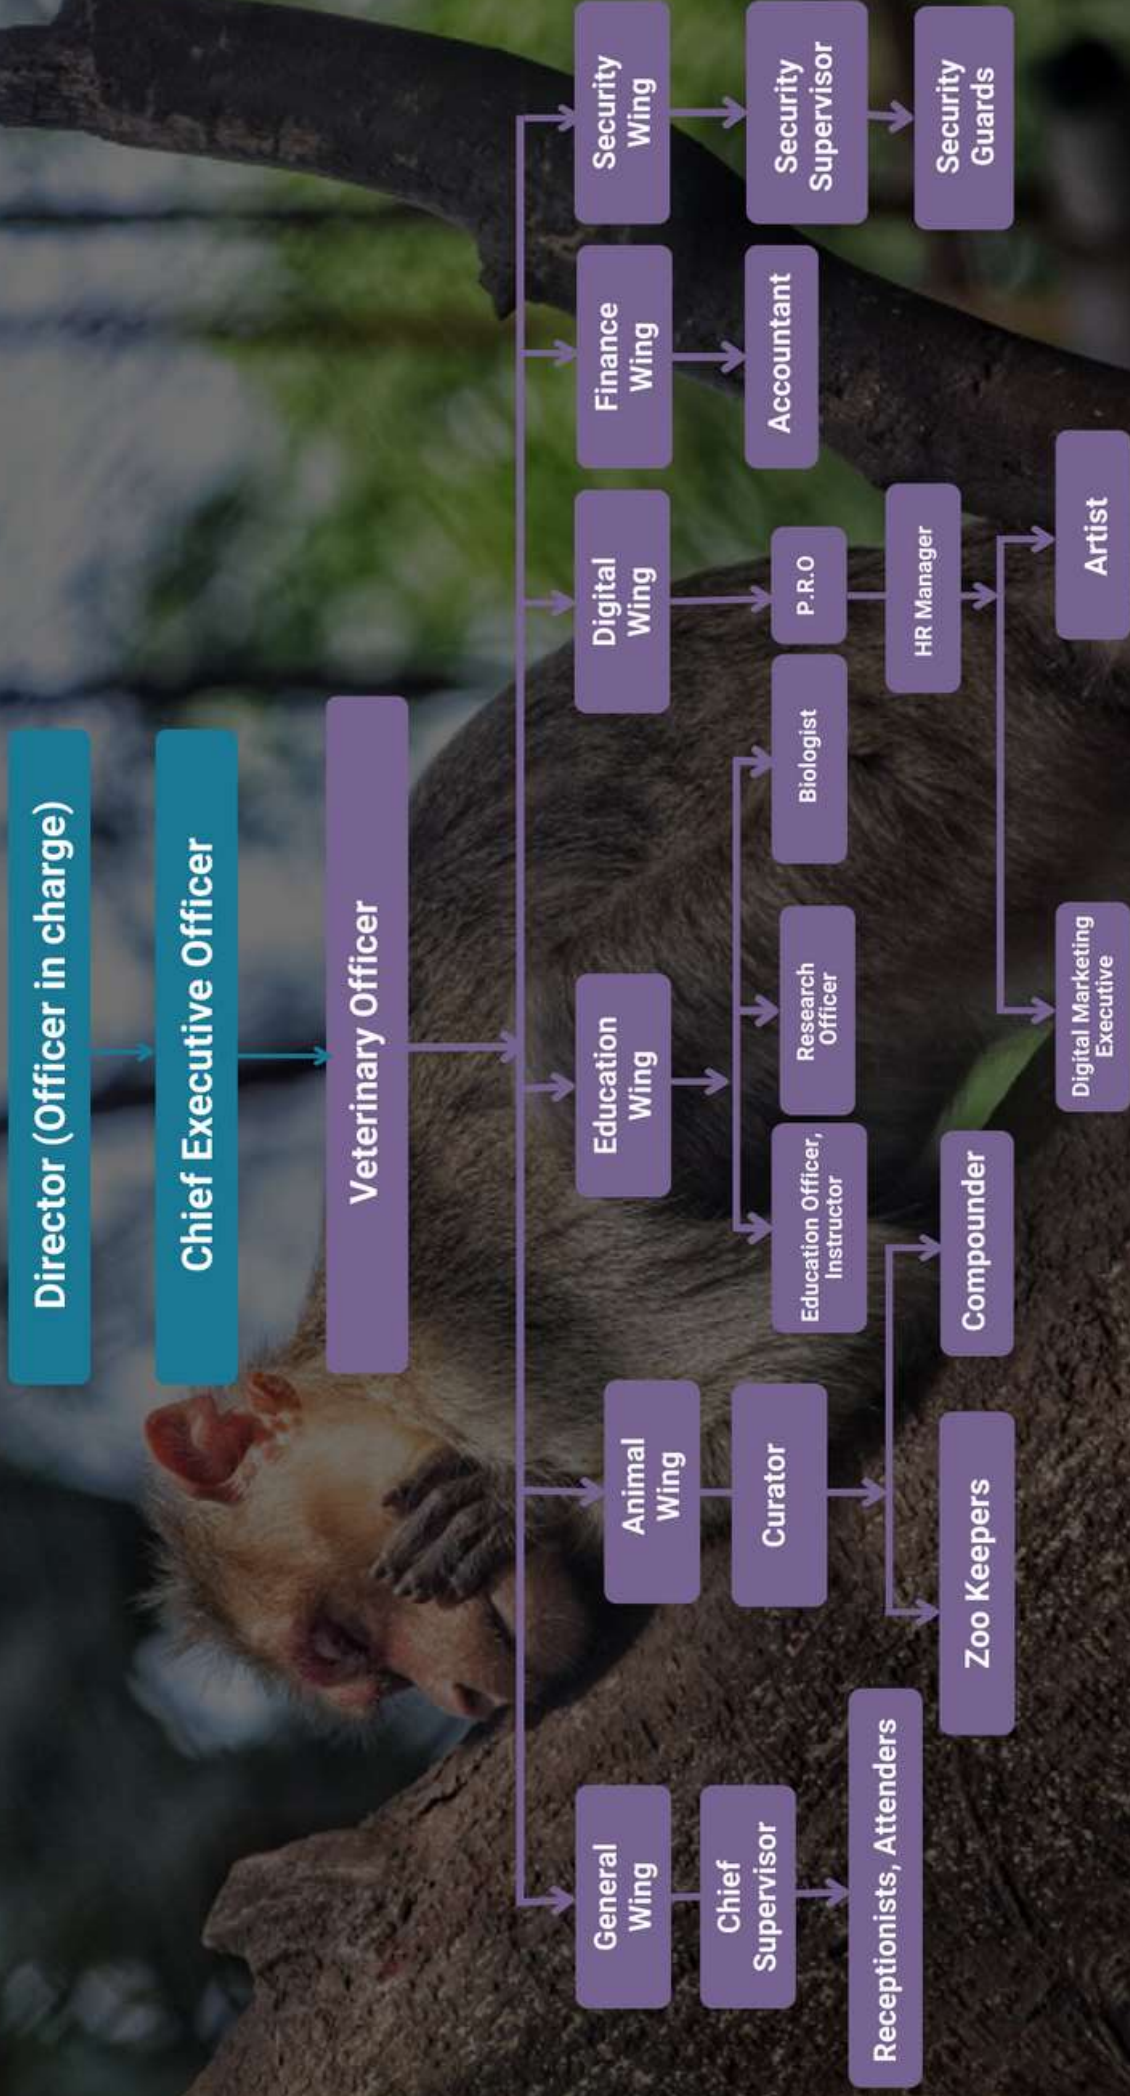 Director (Officer in charge)
Chief Executive Officer
Veterinary Officer
General
Wing
Animal
Wing
Education
Wing
Digital
Wing
Finance
Wing
Security
Wing
Chief
Supervisor
Curator
Education Officer,
Instructor
Research
Officer
Biologist
P.R.O
Accountant
Security
Supervisor
Receptionists, Attenders
Zoo Keepers
Compounder
HR Manager
Security
Guards
Digital Marketing
Executive
Artist